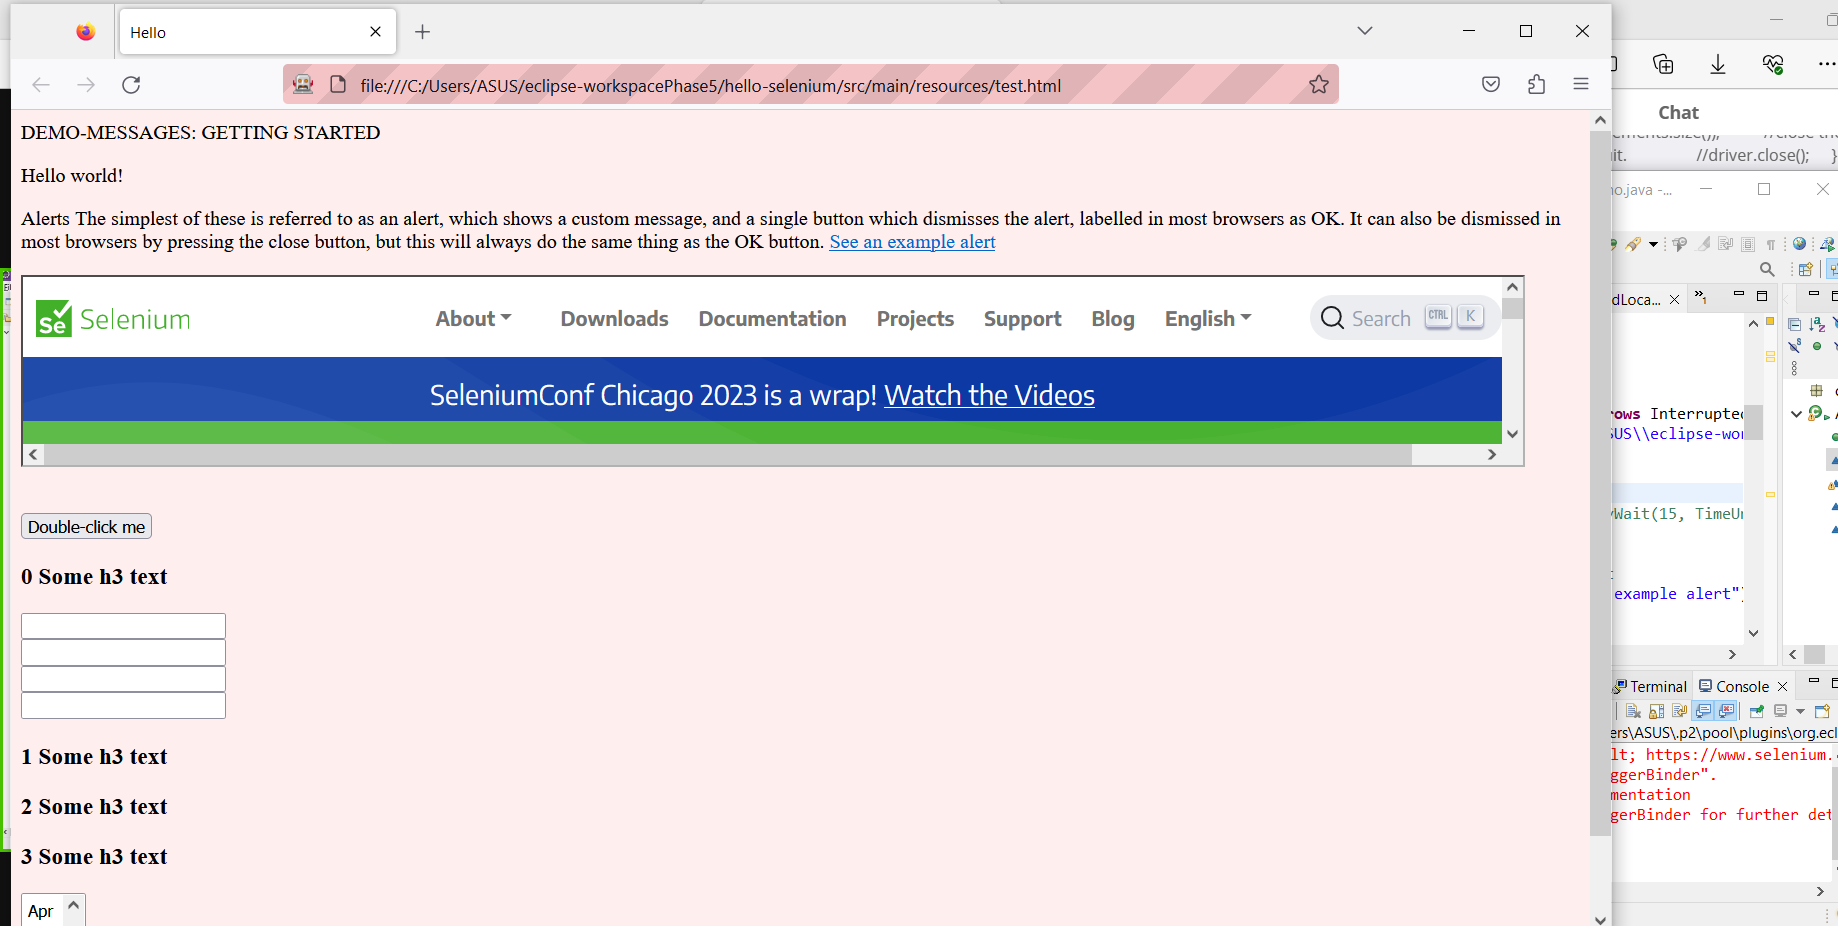 Hello
file:///C:/Users/ASUS/eclipse-workspacePhase5/hello-selenium/src/main/resources/test.html
DEMO-MESSAGES: GETTING STARTED
Hello world!
Alerts The simplest of these is referred to as an alert, which shows a custom message, and a single button which dismisses the alert, labelled in most browsers as OK. It can also be dismissed in
most browsers by pressing the close button, but this will always do the same thing as the OK button. See an example alert
Se Selenium
About Downloads Documentation Projects Support Blog English Search CTRL K
SeleniumConf Chicago 2023 is a wrap! Watch the Videos
Double-click me
0 Some h3 text
1 Some h3 text
2 Some h3 text
3 Some h3 text
Apr
Chat
//close
//driver.close(); }
.java -...
dLoca...
rows Interrupte
SUS\\eclipse-wo
Wait(15, TimeU
example alert"
Terminal Console
ers\ASUS\.p2\pool\plugins\org.ecl
lt; https://www.selenium.
ggerBinder".
mentation
gerBinder for further det